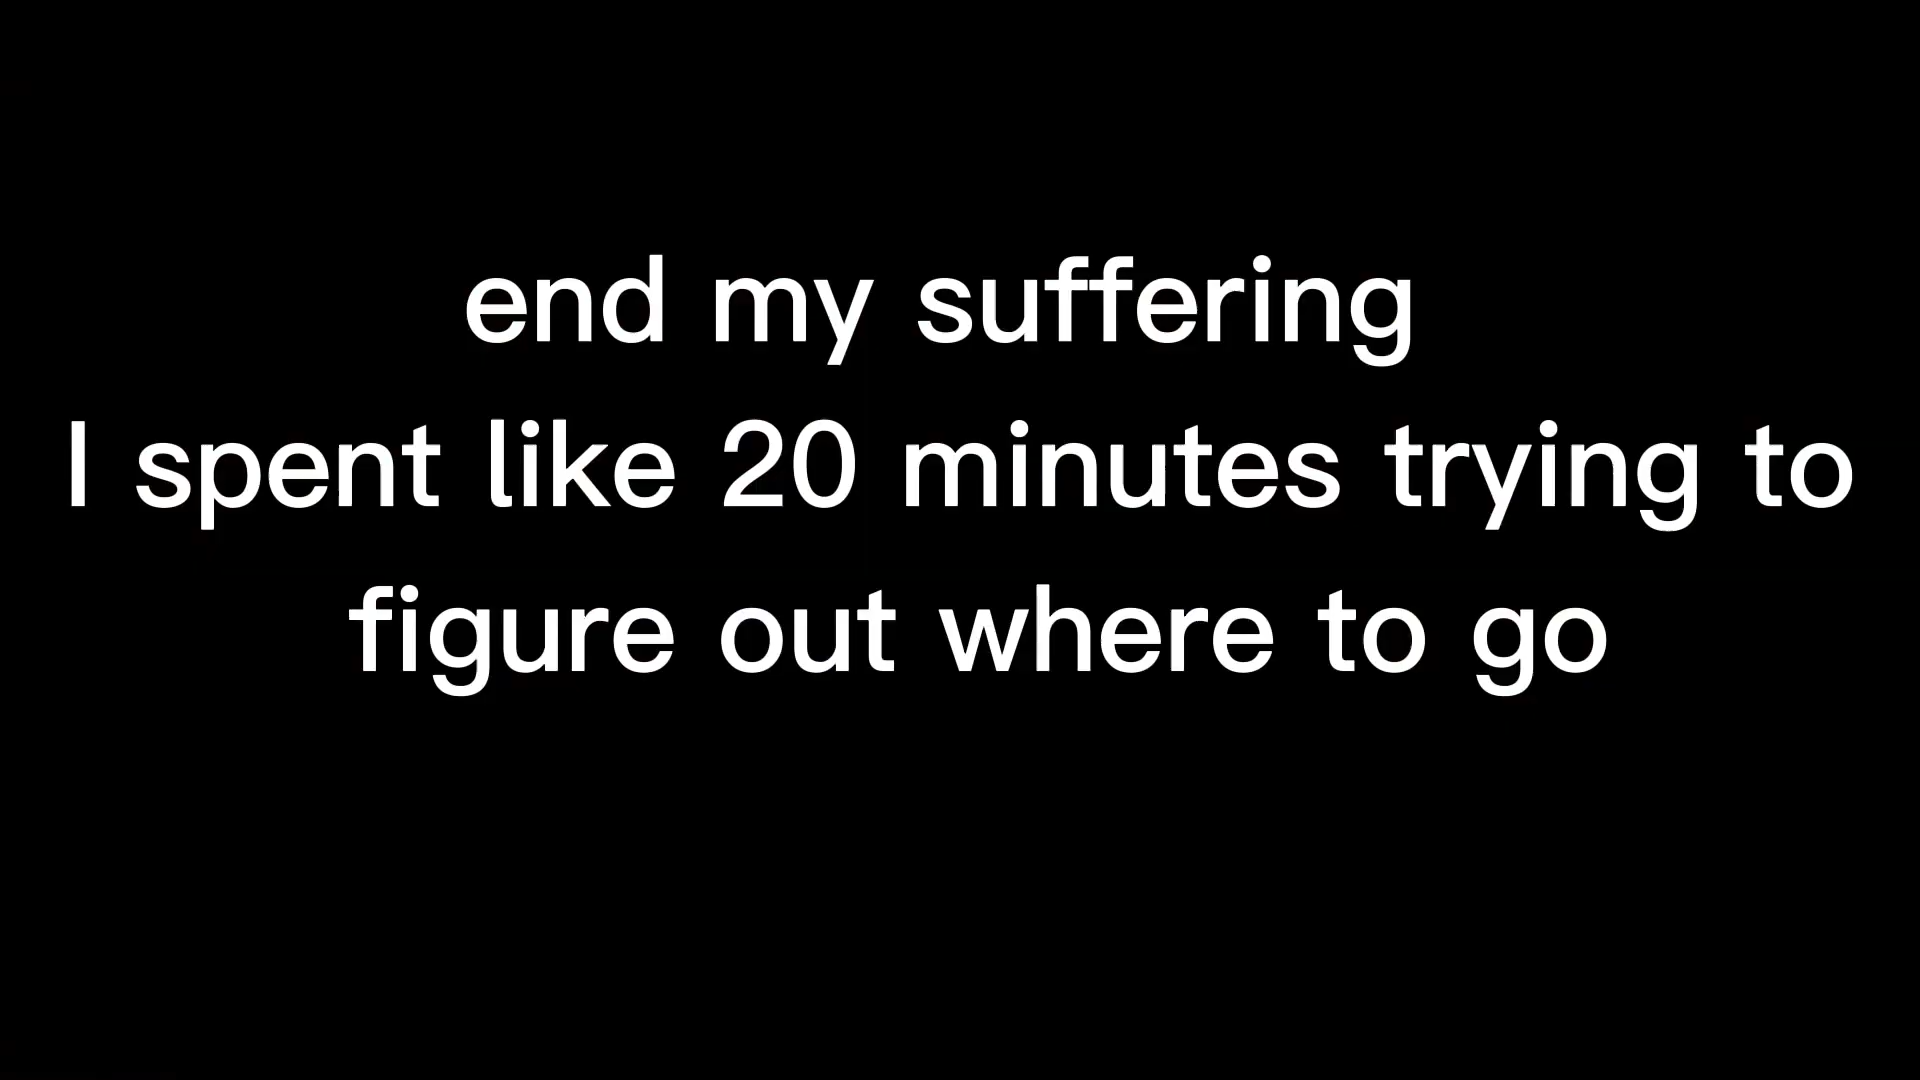 end my suffering
I spent like 20 minutes trying to
figure out where to go